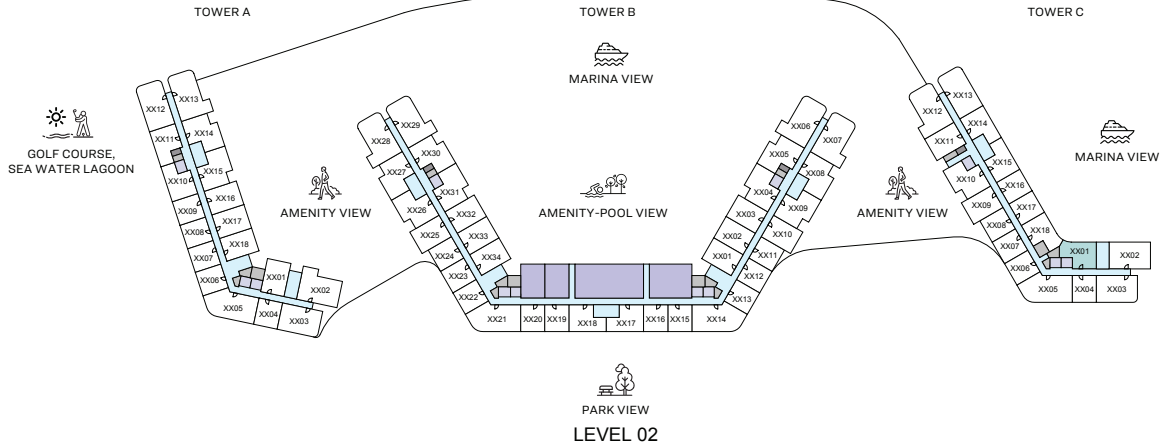 TOWER A
TOWER B
TOWER C
MARINA VIEW
GOLF COURSE,
SEA WATER LAGOON
AMENITY VIEW
AMENITY-POOL VIEW
AMENITY VIEW
MARINA VIEW
XX13
XX12
XX14
XX11
XX15
XX10
XX16
XX09
XX17
XX08
XX18
XX07
XX06
XX01
XX02
XX05
XX04
XX03
XX29
XX28
XX30
XX27
XX31
XX26
XX32
XX25
XX33
XX24
XX34
XX23
XX22
XX21
XX20
XX19
XX18
XX17
XX16
XX15
XX14
XX13
XX12
XX11
XX01
XX10
XX02
XX03
XX09
XX04
XX08
XX05
XX07
XX06
XX13
XX12
XX14
XX11
XX15
XX10
XX16
XX09
XX17
XX08
XX18
XX07
XX06
XX01
XX02
XX05
XX04
XX03
PARK VIEW
LEVEL 02